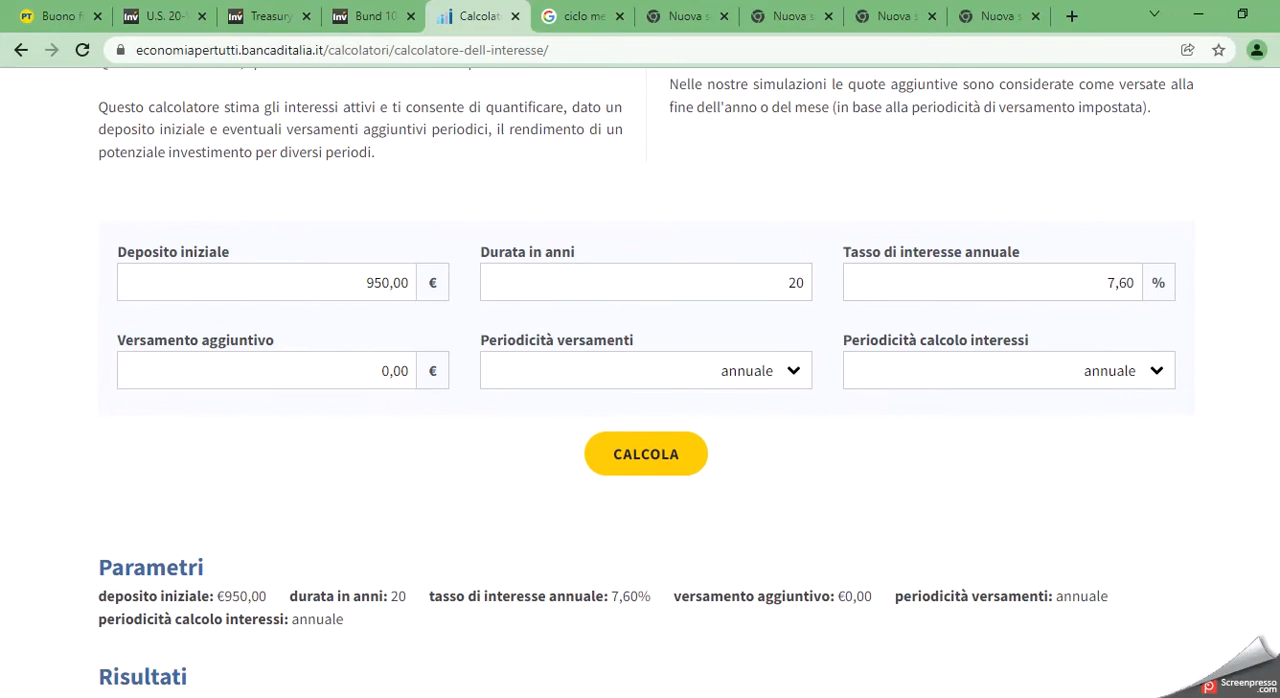 Buono f
U.S. 20-
Treasury
Bund 10
Calcolat
ciclo me
Nuova s
Nuova s
Nuova s
Nuova s
economiapertutti.bancaditalia.it/calcolatori/calcolatore-dell-interesse/
Questo calcolatore stima gli interessi attivi e ti consente di quantificare, dato un
deposito iniziale e eventuali versamenti aggiuntivi periodici, il rendimento di un
potenziale investimento per diversi periodi.
Nelle nostre simulazioni le quote aggiuntive sono considerate come versate alla
fine dell'anno o del mese (in base alla periodicità di versamento impostata).
Deposito iniziale
950,00 €
Durata in anni
20
Tasso di interesse annuale
7,60 %
Versamento aggiuntivo
0,00 €
Periodicità versamenti
annuale
Periodicità calcolo interessi
annuale
CALCOLA
Parametri
deposito iniziale: €950,00 durata in anni: 20 tasso di interesse annuale: 7,60% versamento aggiuntivo: €0,00 periodicità versamenti: annuale
periodicità calcolo interessi: annuale
Risultati
Screenpresso
.com